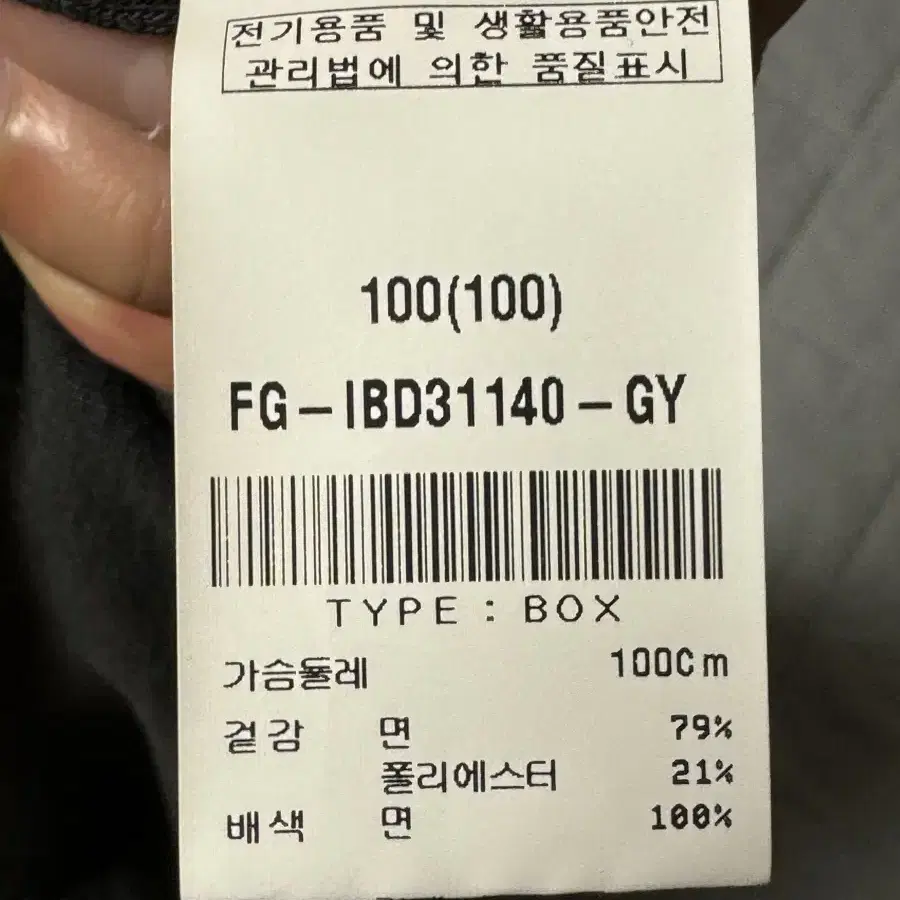 전기용품 및 생활용품안전
관리법에 의한 품질표시
100(100)
FG-IBD31140-GY
TYPE : BOX
가슴둘레 100Cm
겉감 면 79%
폴리에스터 21%
배색 면 100%